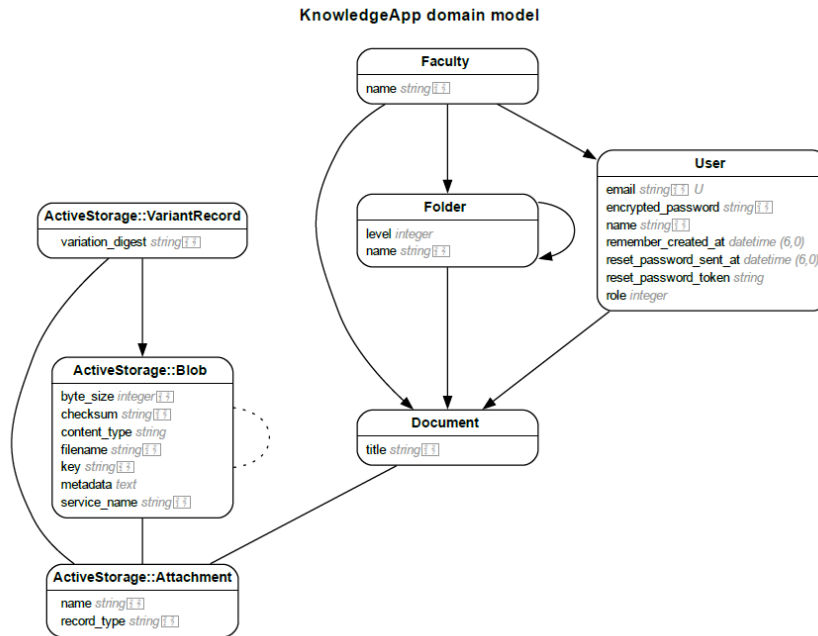 KnowledgeApp domain model
Faculty
name string
User
email string U
encrypted_password string
name string
remember_created_at datetime (6,0)
reset_password_sent_at datetime (6,0)
reset_password_token string
role integer
Folder
level integer
name string
ActiveStorage::VariantRecord
variation_digest string
ActiveStorage::Blob
byte_size integer
checksum string
content_type string
filename string
key string
metadata text
service_name string
Document
title string
ActiveStorage::Attachment
name string
record_type string